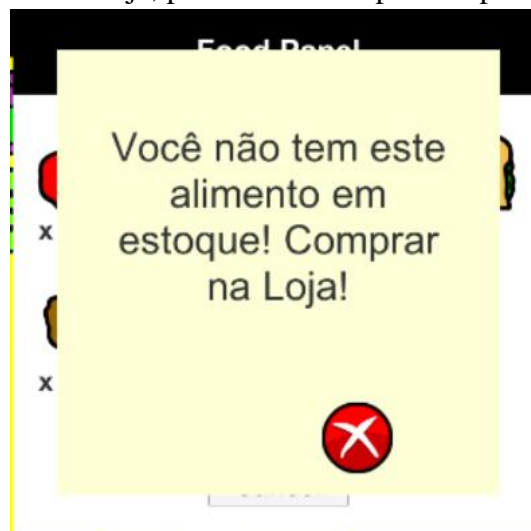 Food Panel
Você não tem este
alimento em
estoque! Comprar
na Loja!
x
x